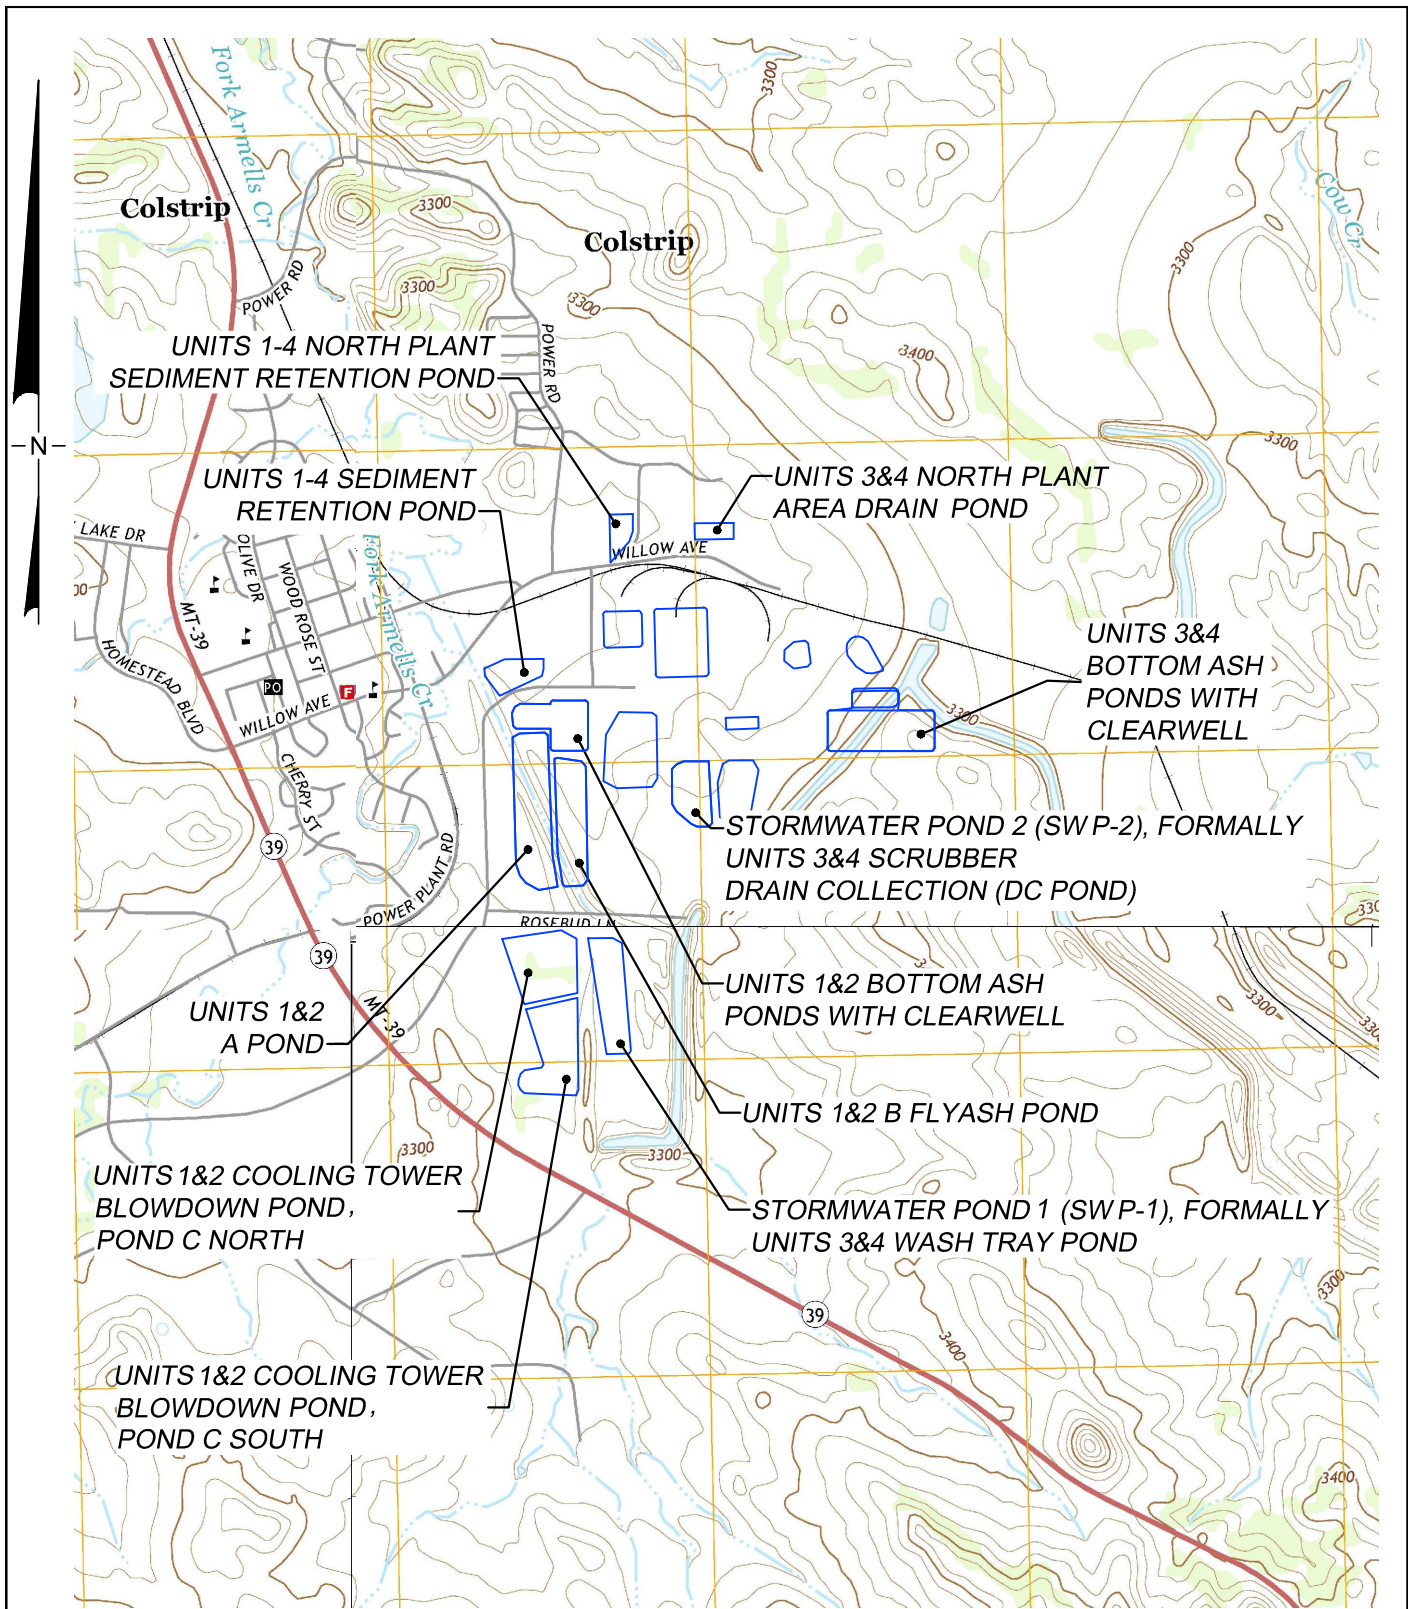 Fork Armells Cr
3300
Cow Cr
Colstrip
3300
Colstrip
3300
POWER RD
3300
3300
UNITS 1-4 NORTH PLANT
SEDIMENT RETENTION POND
POWER RD
3400
3300
UNITS 1-4 SEDIMENT
RETENTION POND
UNITS 3&4 NORTH PLANT
AREA DRAIN POND
N
LAKE DR
OLIVE DR
WOOD ROSE ST
Fork Armells Cr
WILLOW AVE
MT-39
HOMESTEAD BLVD
PO
F
WILLOW AVE
CHERRY ST
UNITS 3&4
BOTTOM ASH
PONDS WITH
CLEARWELL
3300
39
POWER PLANT RD
STORMWATER POND 2 (SWP-2), FORMALLY
UNITS 3&4 SCRUBBER
DRAIN COLLECTION (DC POND)
ROSEBUD LN
39
MT-39
UNITS 1&2
A POND
UNITS 1&2 BOTTOM ASH
PONDS WITH CLEARWELL
3300
UNITS 1&2 B FLYASH POND
3300
3300
UNITS 1&2 COOLING TOWER
BLOWDOWN POND,
POND C NORTH
STORMWATER POND 1 (SWP-1), FORMALLY
UNITS 3&4 WASH TRAY POND
3300
39
3400
UNITS 1&2 COOLING TOWER
BLOWDOWN POND,
POND C SOUTH
3400